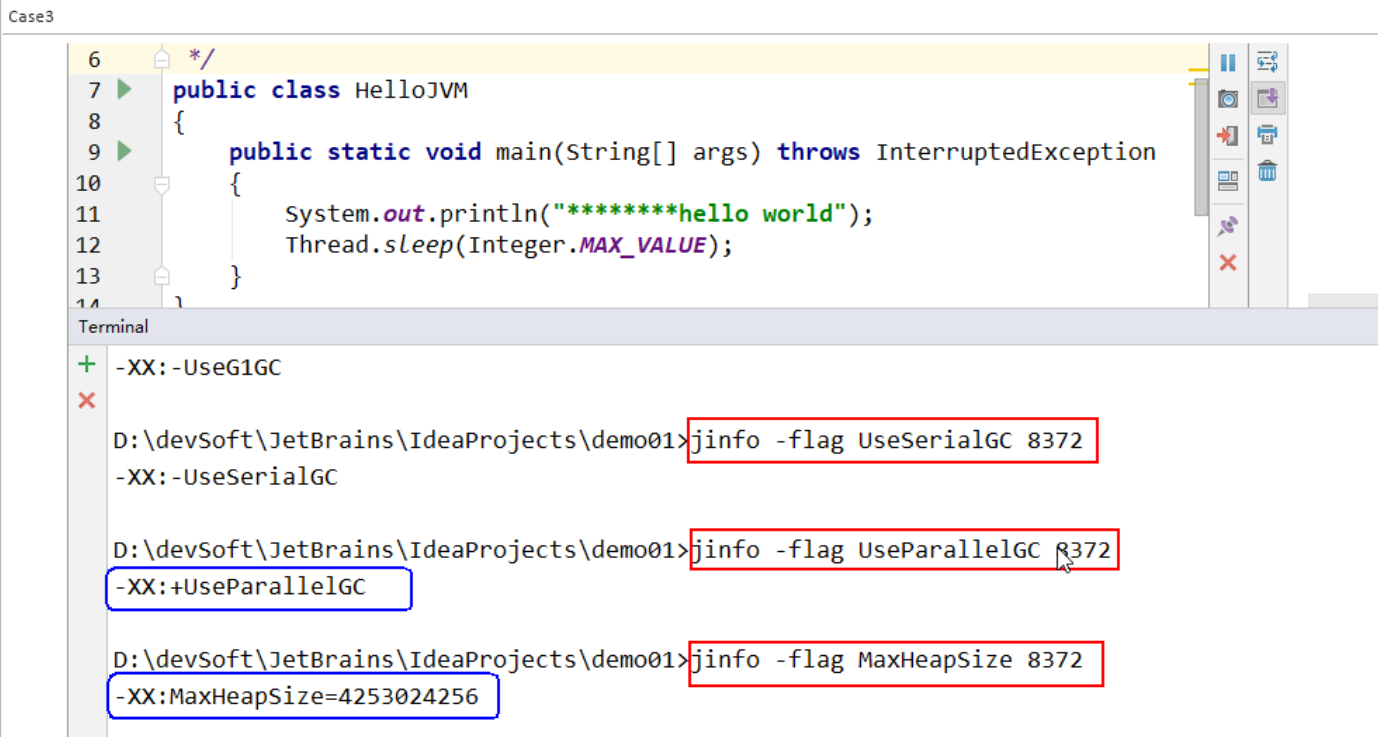 Case3
6 */
7 public class HelloJVM
8 {
9 public static void main(String[] args) throws InterruptedException
10 {
11 System.out.println("********hello world");
12 Thread.sleep(Integer.MAX_VALUE);
13 }
14 }
Terminal
-XX:-UseG1GC
D:\devSoft\JetBrains\IdeaProjects\demo01>jinfo -flag UseSerialGC 8372
-XX:-UseSerialGC
D:\devSoft\JetBrains\IdeaProjects\demo01>jinfo -flag UseParallelGC 8372
-XX:+UseParallelGC
D:\devSoft\JetBrains\IdeaProjects\demo01>jinfo -flag MaxHeapSize 8372
-XX:MaxHeapSize=4253024256